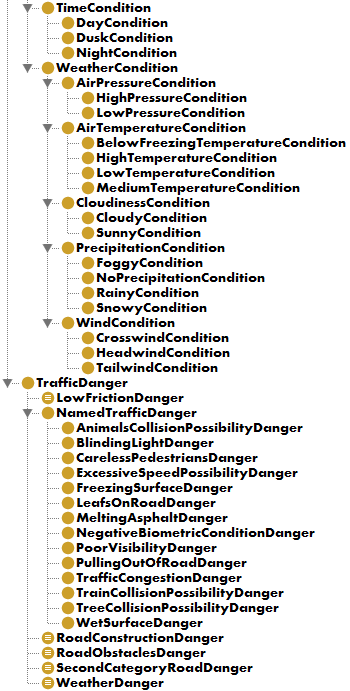 TimeCondition
DayCondition
DuskCondition
NightCondition
WeatherCondition
AirPressureCondition
HighPressureCondition
LowPressureCondition
AirTemperatureCondition
BelowFreezingTemperatureCondition
HighTemperatureCondition
LowTemperatureCondition
MediumTemperatureCondition
CloudinessCondition
CloudyCondition
SunnyCondition
PrecipitationCondition
FoggyCondition
NoPrecipitationCondition
RainyCondition
SnowyCondition
WindCondition
CrosswindCondition
HeadwindCondition
TailwindCondition
TrafficDanger
LowFrictionDanger
NamedTrafficDanger
AnimalsCollisionPossibilityDanger
BlindingLightDanger
CarelessPedestriansDanger
ExcessiveSpeedPossibilityDanger
FreezingSurfaceDanger
LeafsOnRoadDanger
MeltingAsphaltDanger
NegativeBiometricConditionDanger
PoorVisibilityDanger
PullingOutOfRoadDanger
TrafficCongestionDanger
TrainCollisionPossibilityDanger
TreeCollisionPossibilityDanger
WetSurfaceDanger
RoadConstructionDanger
RoadObstaclesDanger
SecondCategoryRoadDanger
WeatherDanger